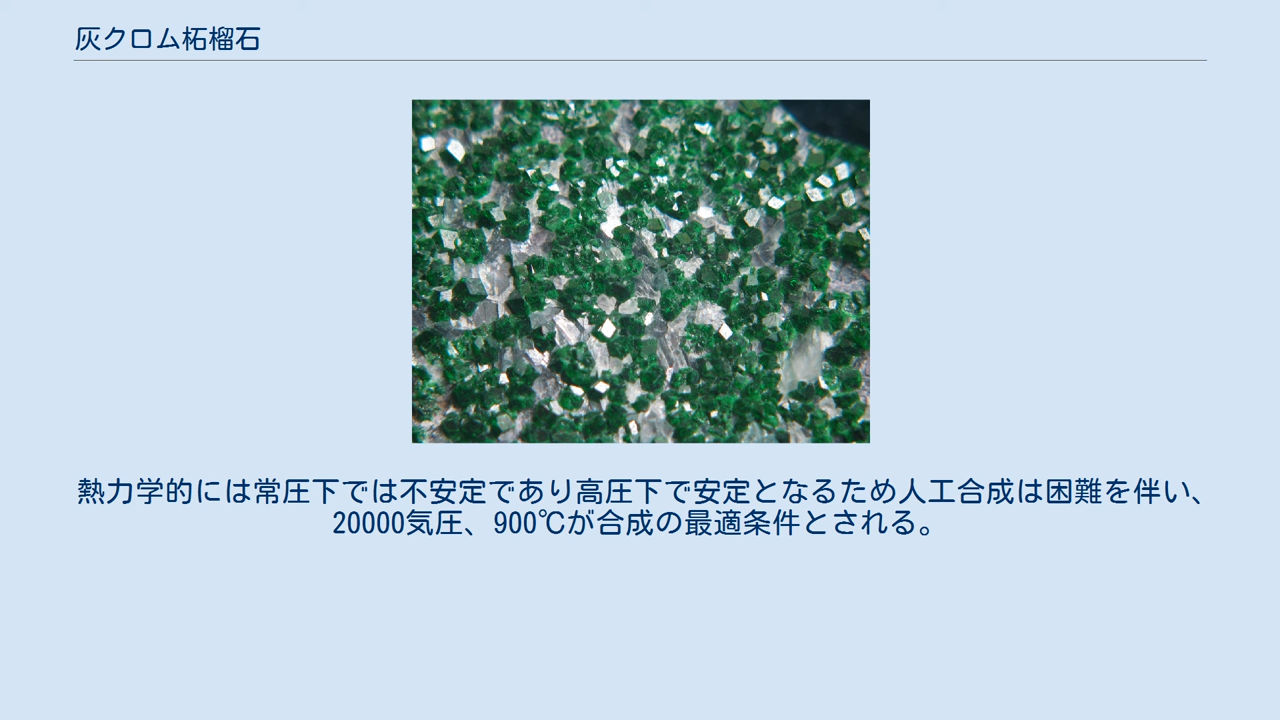 灰クロム柘榴石
熱力学的には常圧下では不安定であり高圧下で安定となるため人工合成は困難を伴い、
20000気圧、900℃が合成の最適条件とされる。